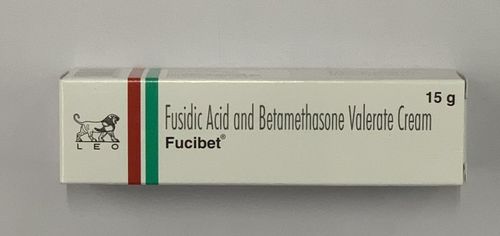 15 g
Fusidic Acid and Betamethasone Valerate Cream
Fucibet®
LEO